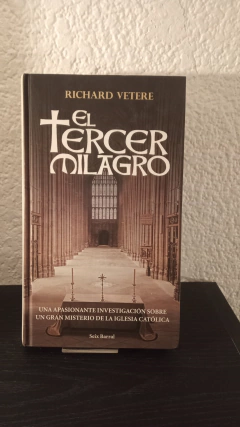 RICHARD VETERE
EL
TERCER
MILAGRO
UNA APASIONANTE INVESTIGACIÓN SOBRE
UN GRAN MISTERIO DE LA IGLESIA CATÓLICA
Seix Barral